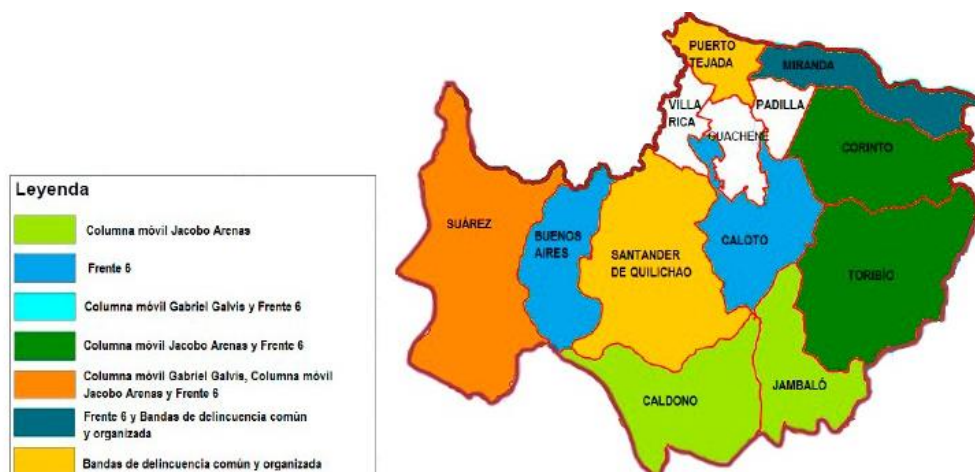 Leyenda
Columna móvil Jacobo Arenas
Frente 6
Columna móvil Gabriel Galvis y Frente 6
Columna móvil Jacobo Arenas y Frente 6
Columna móvil Gabriel Galvis, Columna móvil
Jacobo Arenas y Frente 6
Frente 6 y Bandas de delincuencia común
y organizada
Bandas de delincuencia común y organizada
PUERTO
TEJADA
MIRANDA
VILLA
RICA
PADILLA
GUACHENÉ
CORINTO
SUÁREZ
BUENOS
AIRES
SANTANDER
DE QUILICHAO
CALOTO
TORIBÍO
CALDONO
JAMBALÓ